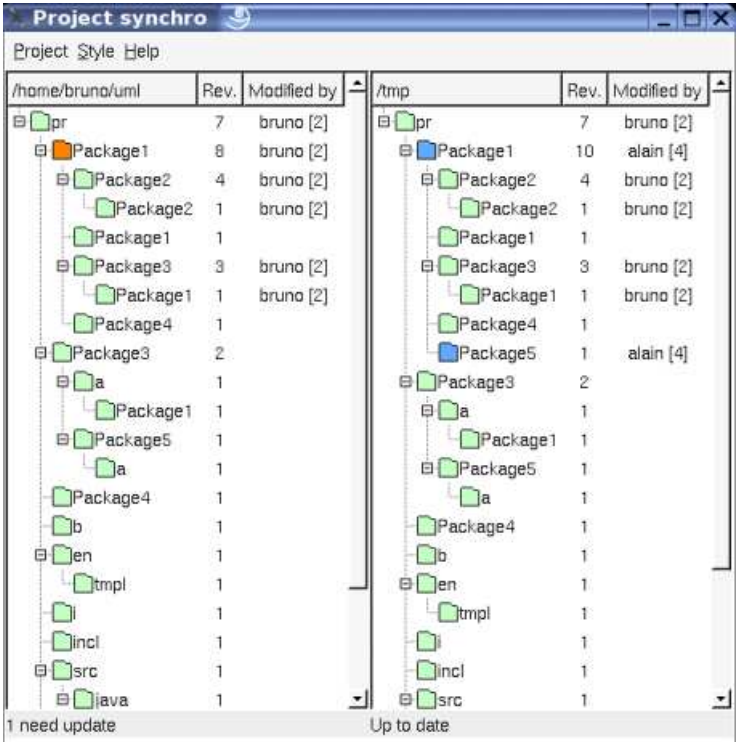 Project synchro
Project Style Help
/home/bruno/uml Rev. Modified by
pr 7 bruno [2]
Package1 8 bruno [2]
Package2 4 bruno [2]
Package2 1 bruno [2]
Package1 1
Package3 3 bruno [2]
Package1 1 bruno [2]
Package4 1
Package3 2
a 1
Package1 1
Package5 1
a 1
Package4 1
b 1
en 1
tmpl 1
i 1
incl 1
src 1
java 1
1 need update
/tmp Rev. Modified by
pr 7 bruno [2]
Package1 10 alain [4]
Package2 4 bruno [2]
Package2 1 bruno [2]
Package1 1
Package3 3 bruno [2]
Package1 1 bruno [2]
Package4 1
Package5 1 alain [4]
Package3 2
a 1
Package1 1
Package5 1
a 1
Package4 1
b 1
en 1
tmpl 1
i 1
incl 1
src 1
Up to date